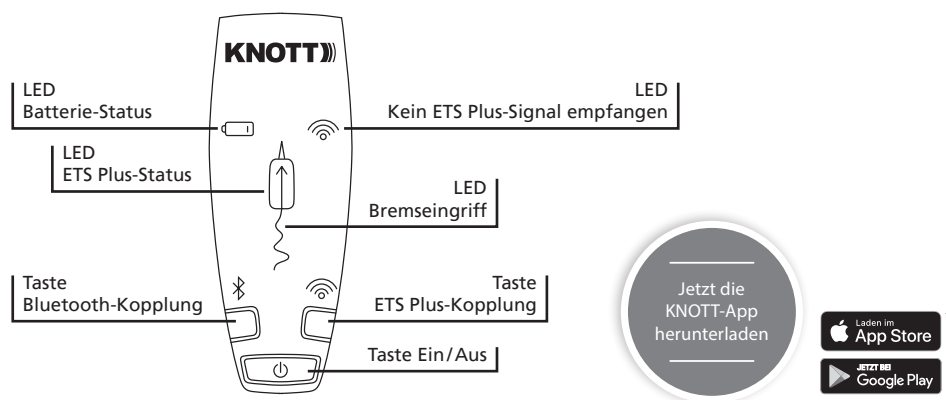 KNOTT
LED
Batterie-Status
LED
Kein ETS Plus-Signal empfangen
LED
ETS Plus-Status
LED
Bremseingriff
Taste
Bluetooth-Kopplung
Taste
ETS Plus-Kopplung
Taste Ein/Aus
Jetzt die
KNOTT-App
herunterladen
Laden im
App Store
JETZT BEI
Google Play